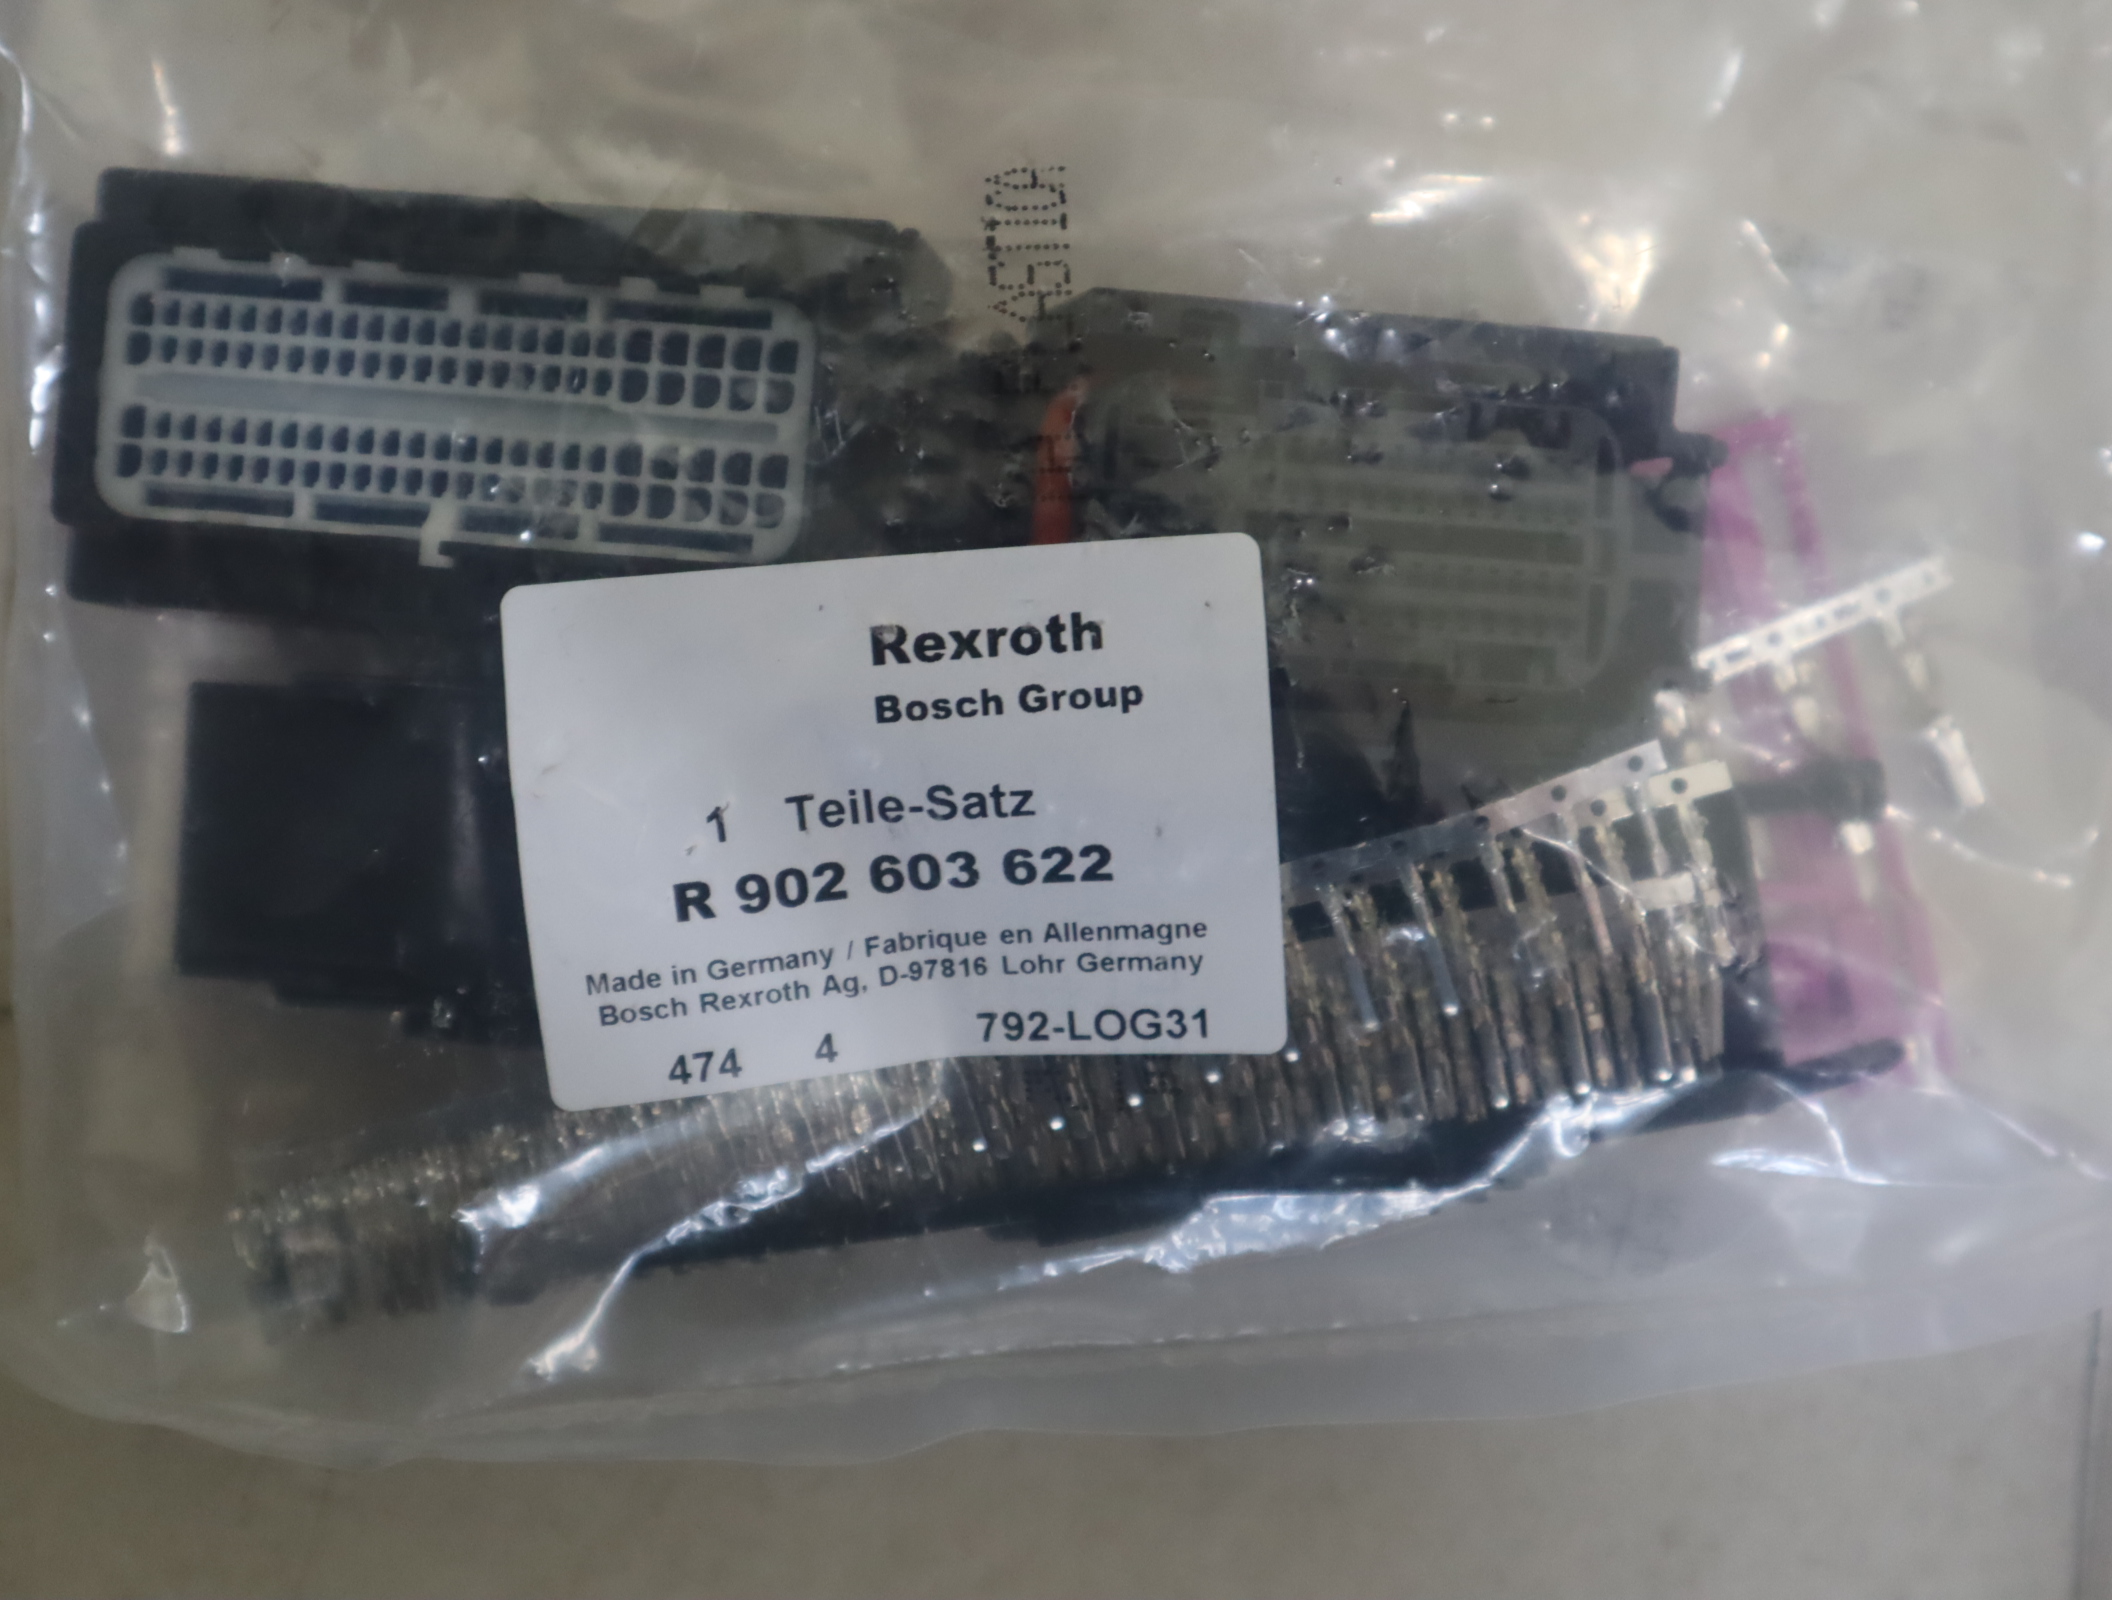 Rexroth
Bosch Group
1 Teile-Satz
R 902 603 622
Made in Germany / Fabrique en Allenmagne
Bosch Rexroth Ag, D-97816 Lohr Germany
474 4 792-LOG31